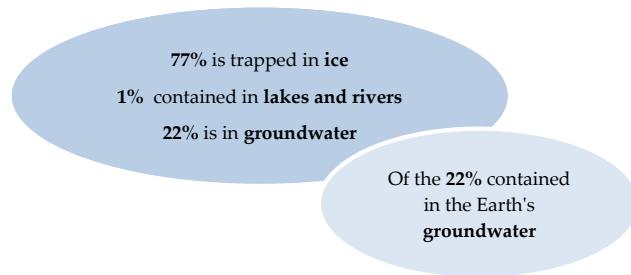 77% is trapped in ice
1% contained in lakes and rivers
22% is in groundwater
Of the 22% contained
in the Earth's
groundwater